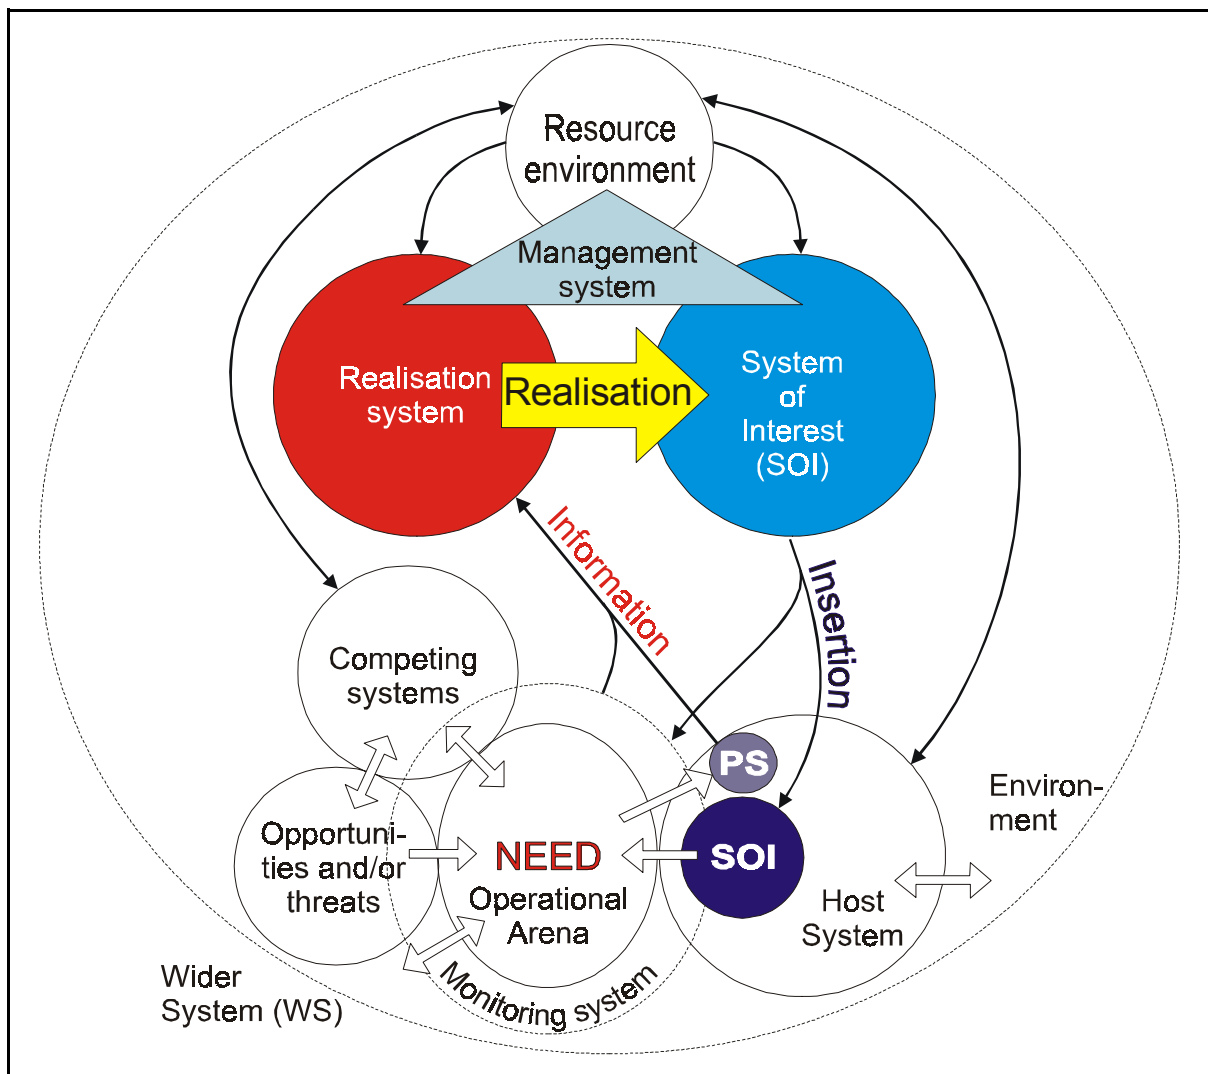 Resource
environment
Management
system
Realisation
system
Realisation
System
of
Interest
(SOI)
Information
Insertion
Competing
systems
PS
Environ-
ment
Opportuni-
ties and/or
threats
NEED
Operational
Arena
SOI
Host
System
Monitoring system
Wider
System (WS)